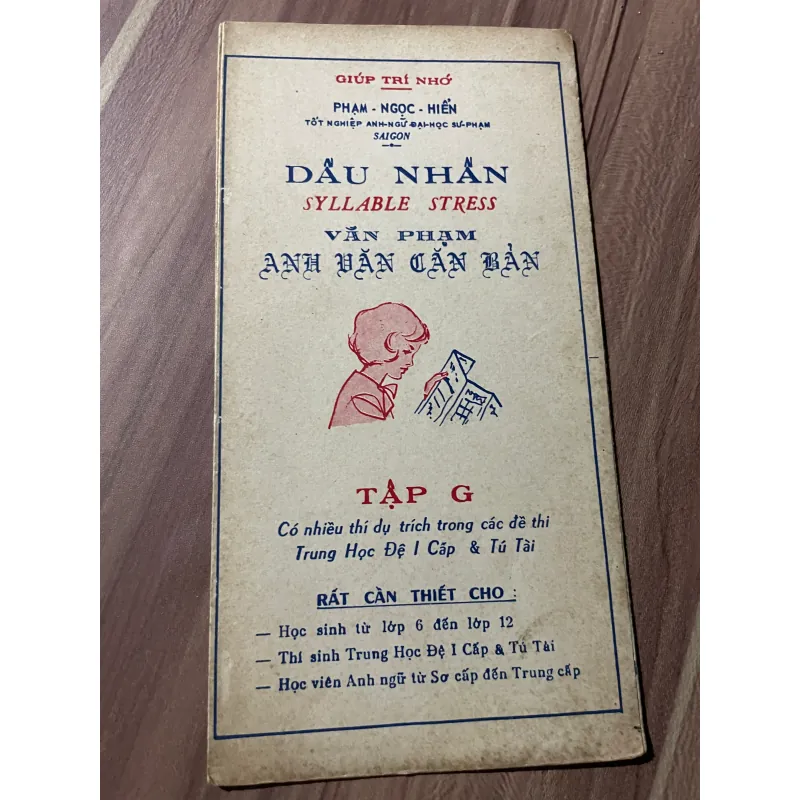 GIÚP TRÍ NHỚ
PHẠM - NGỌC - HIỂN
TỐT NGHIỆP ANH-NGỮ ĐẠI-HỌC SƯ-PHẠM
SAIGON
DẤU NHẤN
SYLLABLE STRESS
VĂN PHẠM
ANH VĂN CĂN BẢN
TẬP G
Có nhiều thí dụ trích trong các đề thi
Trung Học Đệ I Cấp & Tú Tài
RẤT CẦN THIẾT CHO :
— Học sinh từ lớp 6 đến lớp 12
— Thí sinh Trung Học Đệ I Cấp & Tú Tài
— Học viên Anh ngữ từ Sơ cấp đến Trung cấp